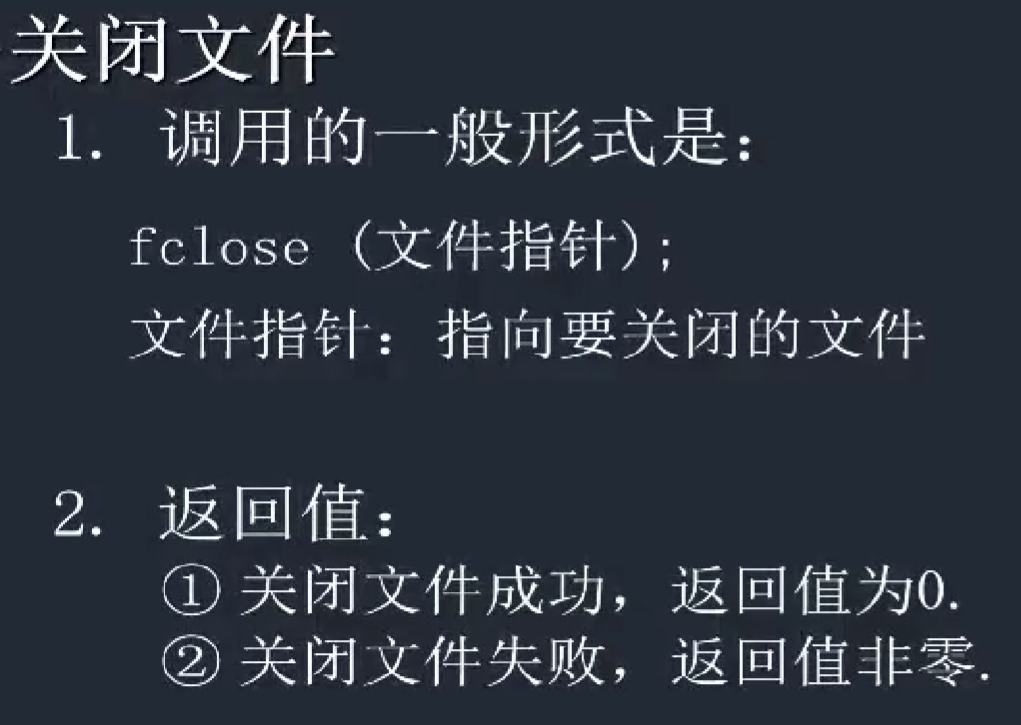 关闭文件
1. 调用的一般形式是：
fclose (文件指针);
文件指针：指向要关闭的文件
2. 返回值：
① 关闭文件成功，返回值为0.
② 关闭文件失败，返回值非零.